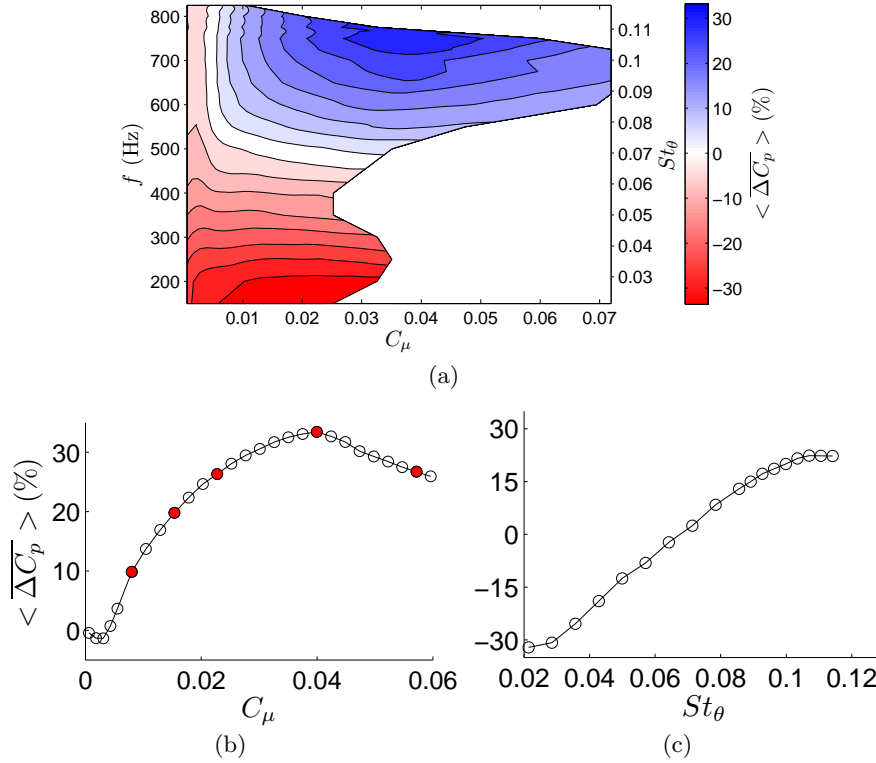 800
700
600
500
400
300
200
f (Hz)
0.01 0.02 0.03 0.04 0.05 0.06 0.07
C_μ
0.11
0.1
0.09
0.08
0.07
0.06
0.05
0.04
0.03
St_θ
30
20
10
0
-10
-20
-30
< \overline{ΔC_p} > (%)
(a)
30
20
10
0
< \overline{ΔC_p} > (%)
0 0.02 0.04 0.06
C_μ
(b)
30
15
0
−15
−30
0.02 0.04 0.06 0.08 0.1 0.12
St_θ
(c)